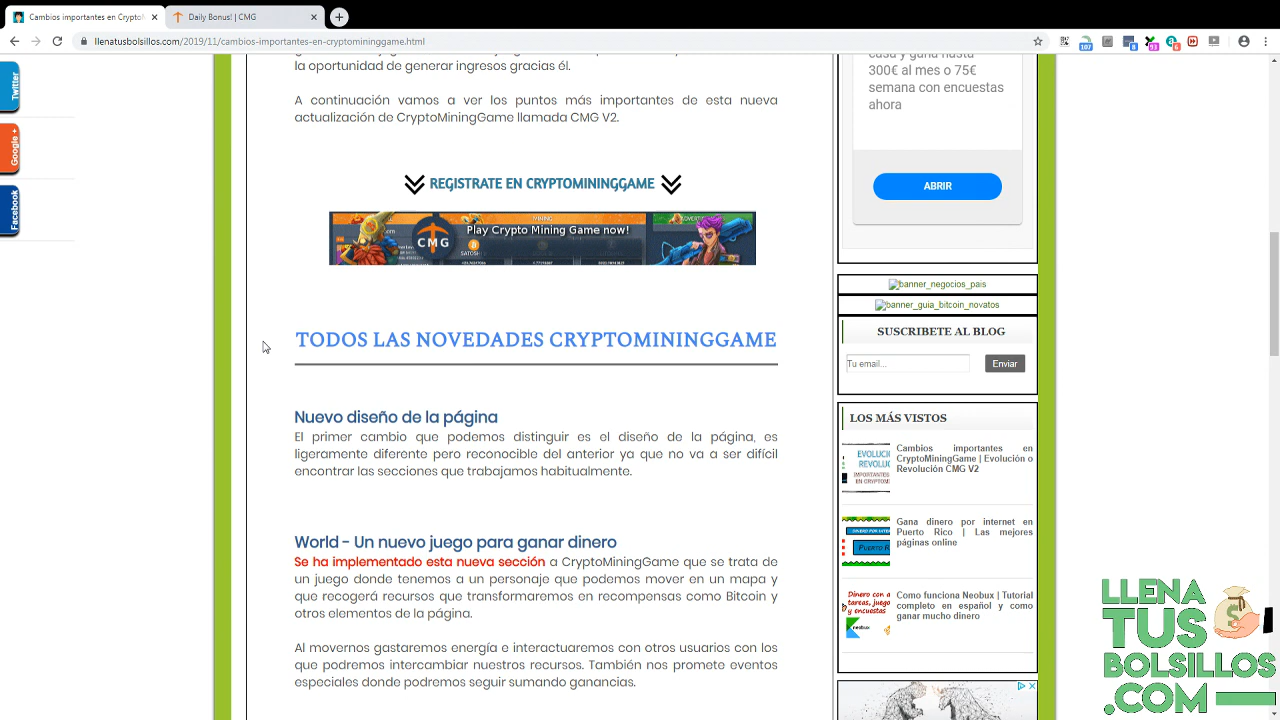 Cambios importantes en Crypto
Daily Bonus! | CMG
llenatusbolsillos.com/2019/11/cambios-importantes-en-cryptomininggame.html
107
8
93
6
Twitter
Google +
Facebook
la oportunidad de generar ingresos gracias él.
A continuación vamos a ver los puntos más importantes de esta nueva
actualización de CryptoMiningGame llamada CMG V2.
REGISTRATE EN CRYPTOMININGGAME
MINING
Play Crypto Mining Game now!
CMG
SATOSHI
TODOS LAS NOVEDADES CRYPTOMININGGAME
Nuevo diseño de la página
El primer cambio que podemos distinguir es el diseño de la página, es
ligeramente diferente pero reconocible del anterior ya que no va a ser difícil
encontrar las secciones que trabajamos habitualmente.
World - Un nuevo juego para ganar dinero
Se ha implementado esta nueva sección a CryptoMiningGame que se trata de
un juego donde tenemos a un personaje que podemos mover en un mapa y
que recogerá recursos que transformaremos en recompensas como Bitcoin y
otros elementos de la página.
Al movernos gastaremos energía e interactuaremos con otros usuarios con los
que podremos intercambiar nuestros recursos. También nos promete eventos
especiales donde podremos seguir sumando ganancias.
casa y gana hasta
300€ al mes o 75€
semana con encuestas
ahora
ABRIR
banner_negocios_pais
banner_guia_bitcoin_novatos
SUSCRIBETE AL BLOG
Tu email...
Enviar
LOS MÁS VISTOS
Cambios importantes en
CryptoMiningGame | Evolución o
Revolución CMG V2
Gana dinero por internet en
Puerto Rico | Las mejores
páginas online
Como funciona Neobux | Tutorial
completo en español y como
ganar mucho dinero
LLENA
TUS
BOLSILLOS
.COM